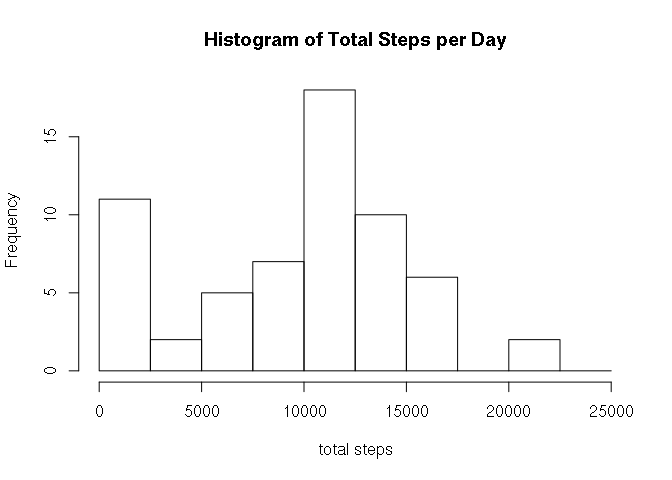 Histogram of Total Steps per Day
Frequency
15
10
5
0
0 5000 10000 15000 20000 25000
total steps